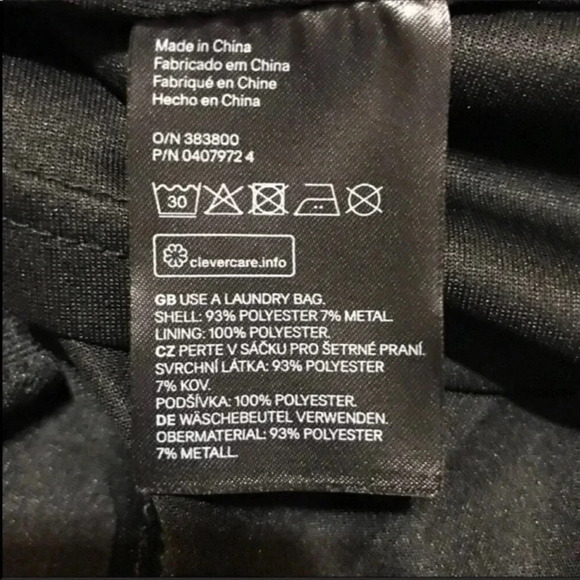 Made in China
Fabricado em China
Fabriqué en Chine
Hecho en China
O/N 383800
P/N 0407972 4
30
clevercare.info
GB USE A LAUNDRY BAG.
SHELL: 93% POLYESTER 7% METAL.
LINING: 100% POLYESTER.
CZ PERTE V SÁČKU PRO ŠETRNÉ PRANÍ.
SVRCHNÍ LÁTKA: 93% POLYESTER
7% KOV.
PODŠÍVKA: 100% POLYESTER.
DE WÄSCHEBEUTEL VERWENDEN.
OBERMATERIAL: 93% POLYESTER
7% METALL.